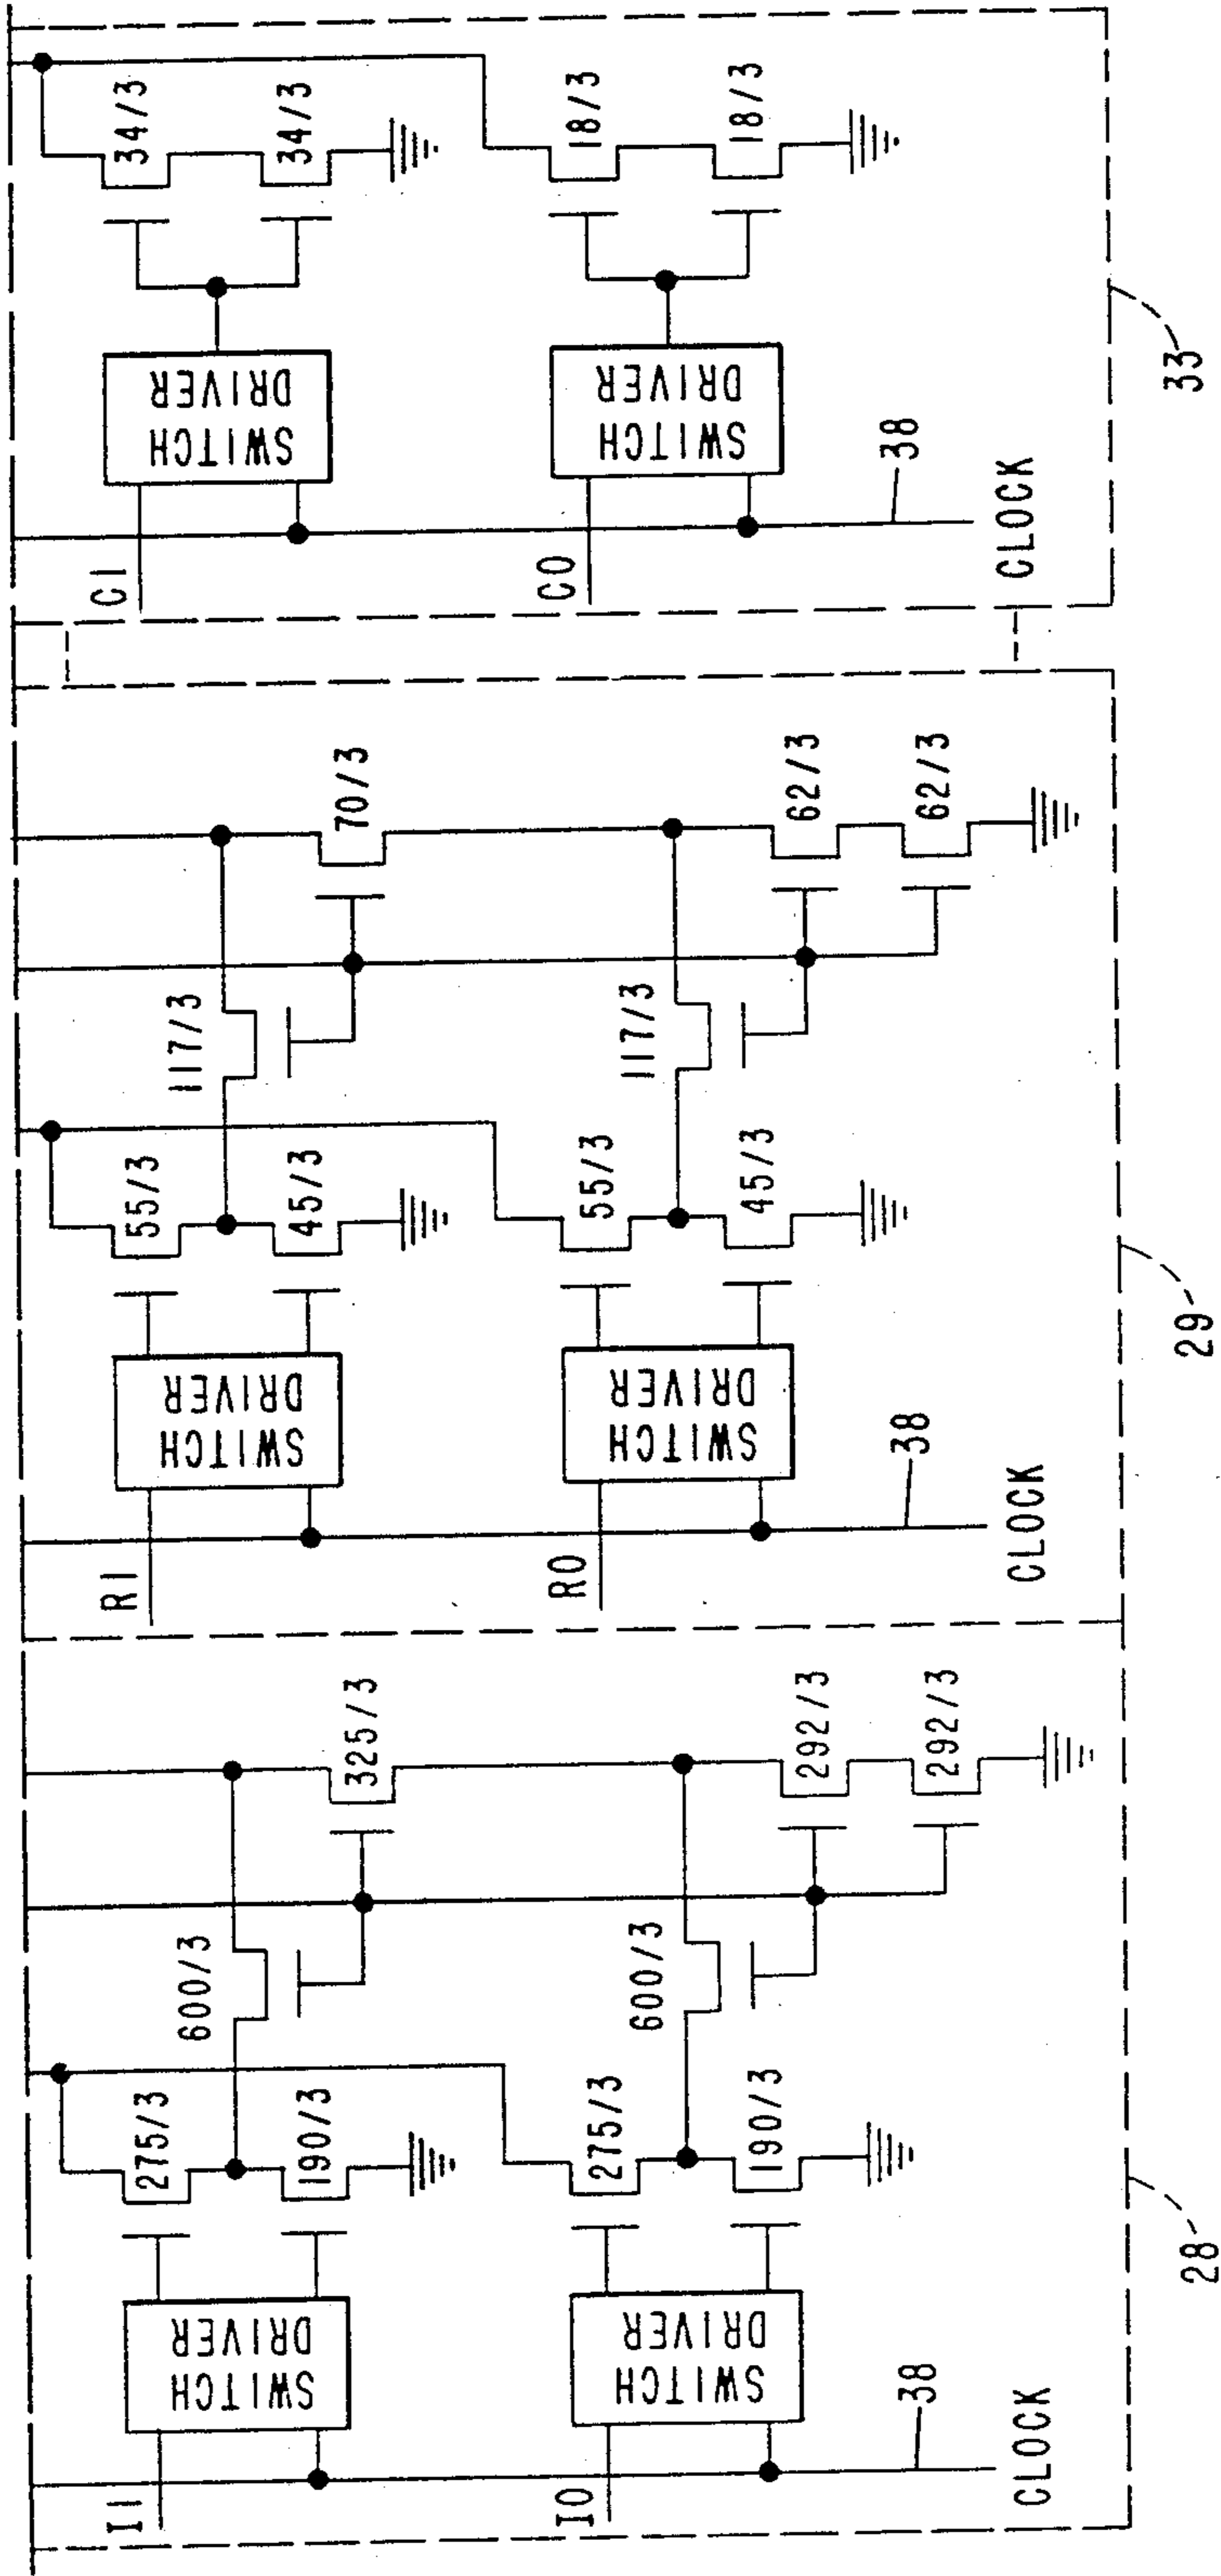 I1
SWITCH
DRIVER
275/3
190/3
600/3
325/3
I0
SWITCH
DRIVER
275/3
190/3
600/3
292/3
292/3
38
CLOCK
28
R1
SWITCH
DRIVER
55/3
45/3
117/3
70/3
R0
SWITCH
DRIVER
55/3
45/3
117/3
62/3
62/3
38
CLOCK
29
C1
SWITCH
DRIVER
34/3
34/3
C0
SWITCH
DRIVER
18/3
18/3
38
CLOCK
33